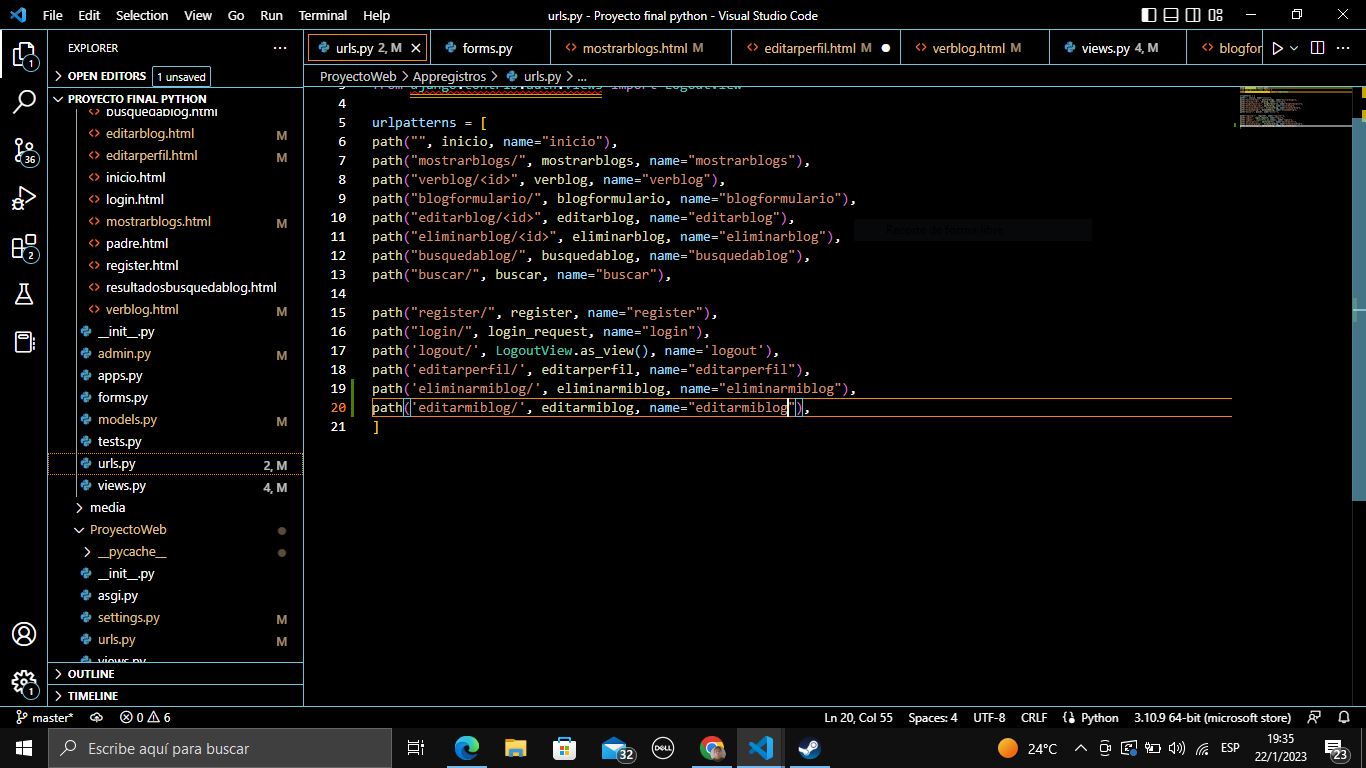 File Edit Selection View Go Run Terminal Help
urls.py - Proyecto final python - Visual Studio Code
EXPLORER
urls.py 2, M
forms.py
mostrarblogs.html M
editarperfil.html M
verblog.html M
views.py 4, M
blogfor
OPEN EDITORS 1 unsaved
ProyectoWeb > Appregistros > urls.py > ...
PROYECTO FINAL PYTHON
busquedablog.html
editarblog.html M
editarperfil.html M
inicio.html
login.html
mostrarblogs.html M
padre.html
register.html
resultadosbusquedablog.html
verblog.html M
__init__.py
admin.py M
apps.py
forms.py
models.py M
tests.py
urls.py 2, M
views.py 4, M
media
ProyectoWeb
__pycache__
__init__.py
asgi.py
settings.py M
urls.py M
views.py
OUTLINE
TIMELINE
from django.contrib.auth.views import LogoutView
4
5 urlpatterns = [
6 path("", inicio, name="inicio"),
7 path("mostrarblogs/", mostrarblogs, name="mostrarblogs"),
8 path("verblog/<id>", verblog, name="verblog"),
9 path("blogformulario/", blogformulario, name="blogformulario"),
10 path("editarblog/<id>", editarblog, name="editarblog"),
11 path("eliminarblog/<id>", eliminarblog, name="eliminarblog"),
12 path("busquedablog/", busquedablog, name="busquedablog"),
13 path("buscar/", buscar, name="buscar"),
14
15 path("register/", register, name="register"),
16 path("login/", login_request, name="login"),
17 path('logout/', LogoutView.as_view(), name='logout'),
18 path('editarperfil/', editarperfil, name="editarperfil"),
19 path('eliminarmiblog/', eliminarmiblog, name="eliminarmiblog"),
20 path('editarmiblog/', editarmiblog, name="editarmiblog"),
21 ]
Recorte de forma libre
1
36
2
1
master* 0 6
Ln 20, Col 55 Spaces: 4 UTF-8 CRLF Python 3.10.9 64-bit (microsoft store)
Escribe aquí para buscar
32
DELL
24°C
ESP
19:35
22/1/2023
23